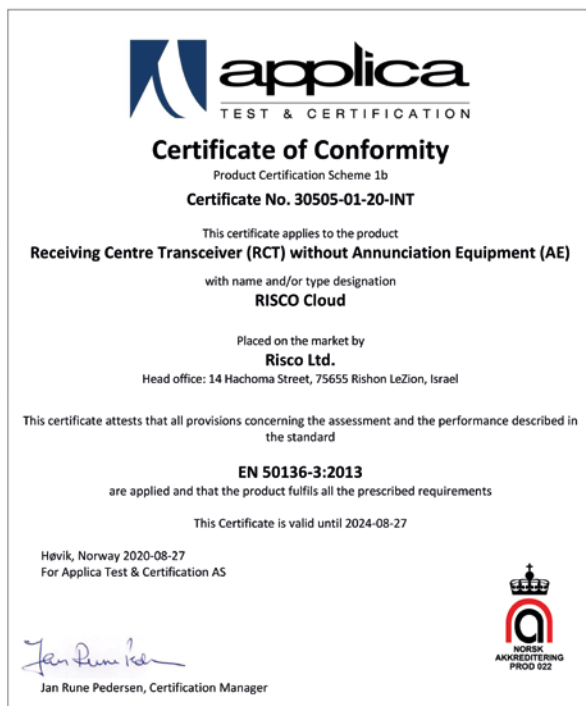 applica
TEST & CERTIFICATION
Certificate of Conformity
Product Certification Scheme 1b
Certificate No. 30505-01-20-INT
This certificate applies to the product
Receiving Centre Transceiver (RCT) without Annunciation Equipment (AE)
with name and/or type designation
RISCO Cloud
Placed on the market by
Risco Ltd.
Head office: 14 Hachoma Street, 75655 Rishon LeZion, Israel
This certificate attests that all provisions concerning the assessment and the performance described in
the standard
EN 50136-3:2013
are applied and that the product fulfils all the prescribed requirements
This Certificate is valid until 2024-08-27
Høvik, Norway 2020-08-27
For Applica Test & Certification AS
Jan Rune Pedersen, Certification Manager
NORSK
AKKREDITERING
PROD 022